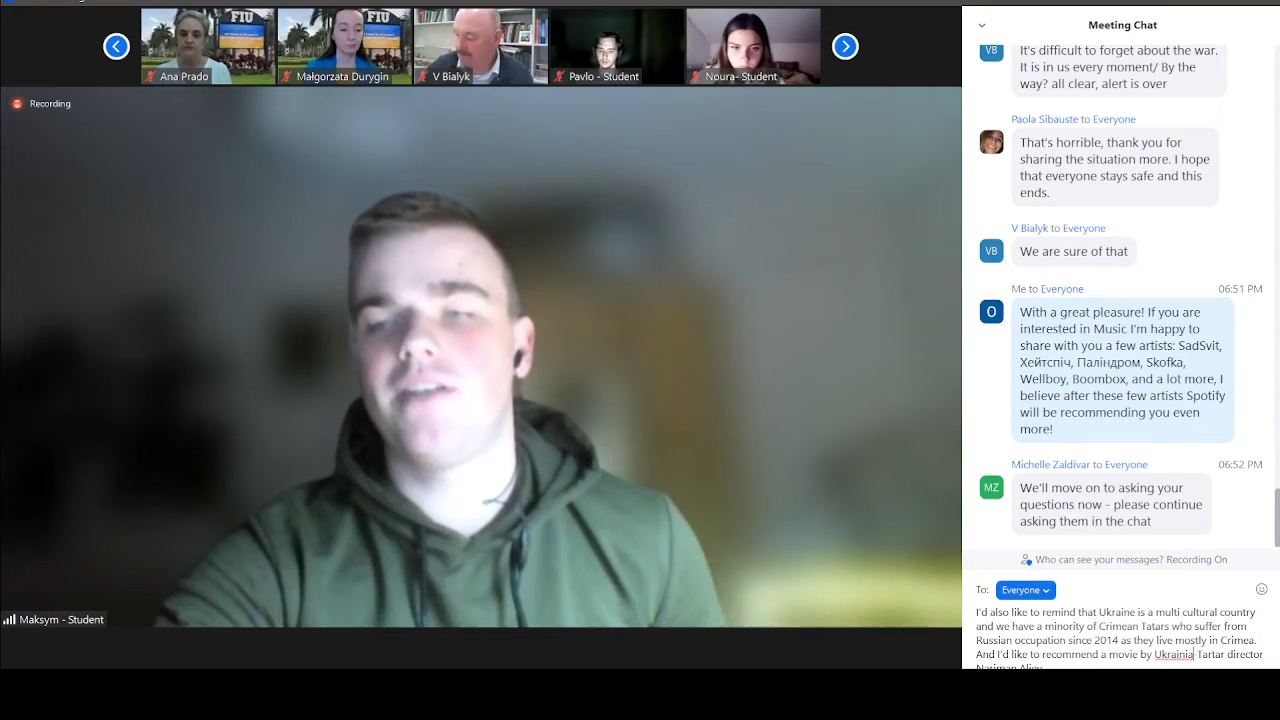 FIU
FIU
Ana Prado
Małgorzata Durygin
V Bialyk
Pavlo - Student
Noura- Student
Recording
Maksym - Student
Meeting Chat
VB
It's difficult to forget about the war.
It is in us every moment/ By the
way? all clear, alert is over
Paola Sibauste to Everyone
That's horrible, thank you for
sharing the situation more. I hope
that everyone stays safe and this
ends.
V Bialyk to Everyone
VB
We are sure of that
Me to Everyone 06:51 PM
O
With a great pleasure! If you are
interested in Music I'm happy to
share with you a few artists: SadSvit,
Хейтспіч, Паліндром, Skofka,
Wellboy, Boombox, and a lot more, I
believe after these few artists Spotify
will be recommending you even
more!
Michelle Zaldivar to Everyone 06:52 PM
MZ
We'll move on to asking your
questions now - please continue
asking them in the chat
Who can see your messages? Recording On
To: Everyone
I'd also like to remind that Ukraine is a multi cultural country
and we have a minority of Crimean Tatars who suffer from
Russian occupation since 2014 as they live mostly in Crimea.
And I'd like to recommend a movie by Ukrainia-Tartar director
Nariman Aliev